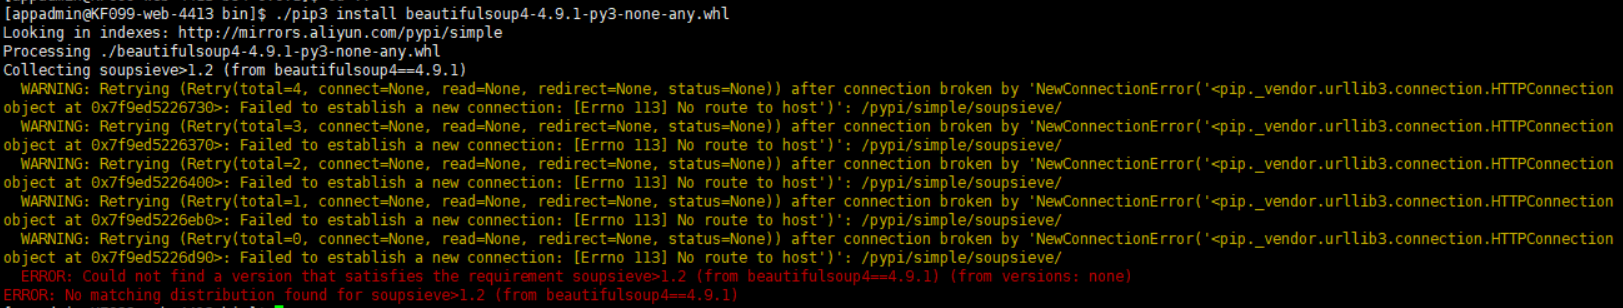 [appadmin@KF099-web-4413 bin]$ ./pip3 install beautifulsoup4-4.9.1-py3-none-any.whl
Looking in indexes: http://mirrors.aliyun.com/pypi/simple
Processing ./beautifulsoup4-4.9.1-py3-none-any.whl
Collecting soupsieve>1.2 (from beautifulsoup4==4.9.1)
  WARNING: Retrying (Retry(total=4, connect=None, read=None, redirect=None, status=None)) after connection broken by 'NewConnectionError('<pip._vendor.urllib3.connection.HTTPConnection
object at 0x7f9ed5226730>: Failed to establish a new connection: [Errno 113] No route to host')': /pypi/simple/soupsieve/
  WARNING: Retrying (Retry(total=3, connect=None, read=None, redirect=None, status=None)) after connection broken by 'NewConnectionError('<pip._vendor.urllib3.connection.HTTPConnection
object at 0x7f9ed5226370>: Failed to establish a new connection: [Errno 113] No route to host')': /pypi/simple/soupsieve/
  WARNING: Retrying (Retry(total=2, connect=None, read=None, redirect=None, status=None)) after connection broken by 'NewConnectionError('<pip._vendor.urllib3.connection.HTTPConnection
object at 0x7f9ed5226400>: Failed to establish a new connection: [Errno 113] No route to host')': /pypi/simple/soupsieve/
  WARNING: Retrying (Retry(total=1, connect=None, read=None, redirect=None, status=None)) after connection broken by 'NewConnectionError('<pip._vendor.urllib3.connection.HTTPConnection
object at 0x7f9ed5226eb0>: Failed to establish a new connection: [Errno 113] No route to host')': /pypi/simple/soupsieve/
  WARNING: Retrying (Retry(total=0, connect=None, read=None, redirect=None, status=None)) after connection broken by 'NewConnectionError('<pip._vendor.urllib3.connection.HTTPConnection
object at 0x7f9ed5226d90>: Failed to establish a new connection: [Errno 113] No route to host')': /pypi/simple/soupsieve/
  ERROR: Could not find a version that satisfies the requirement soupsieve>1.2 (from beautifulsoup4==4.9.1) (from versions: none)
ERROR: No matching distribution found for soupsieve>1.2 (from beautifulsoup4==4.9.1)